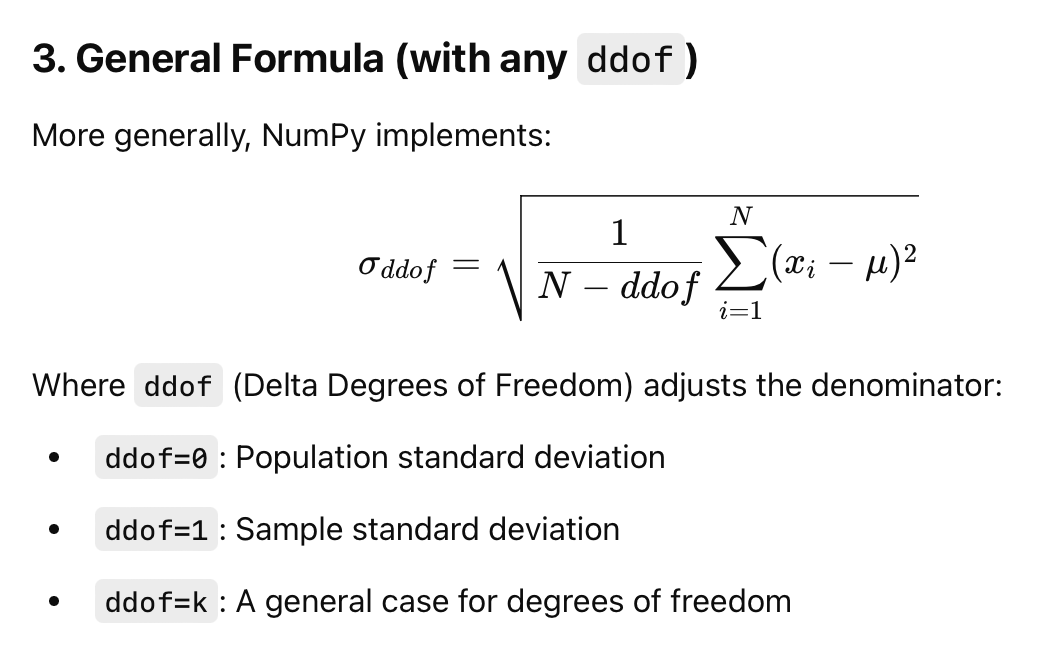 3. General Formula (with any ddof)
More generally, NumPy implements:
σ_{ddof} = \sqrt{\frac{1}{N − ddof} \sum_{i=1}^{N} (x_i − μ)^2}
Where ddof (Delta Degrees of Freedom) adjusts the denominator:
• ddof=0: Population standard deviation
• ddof=1: Sample standard deviation
• ddof=k: A general case for degrees of freedom